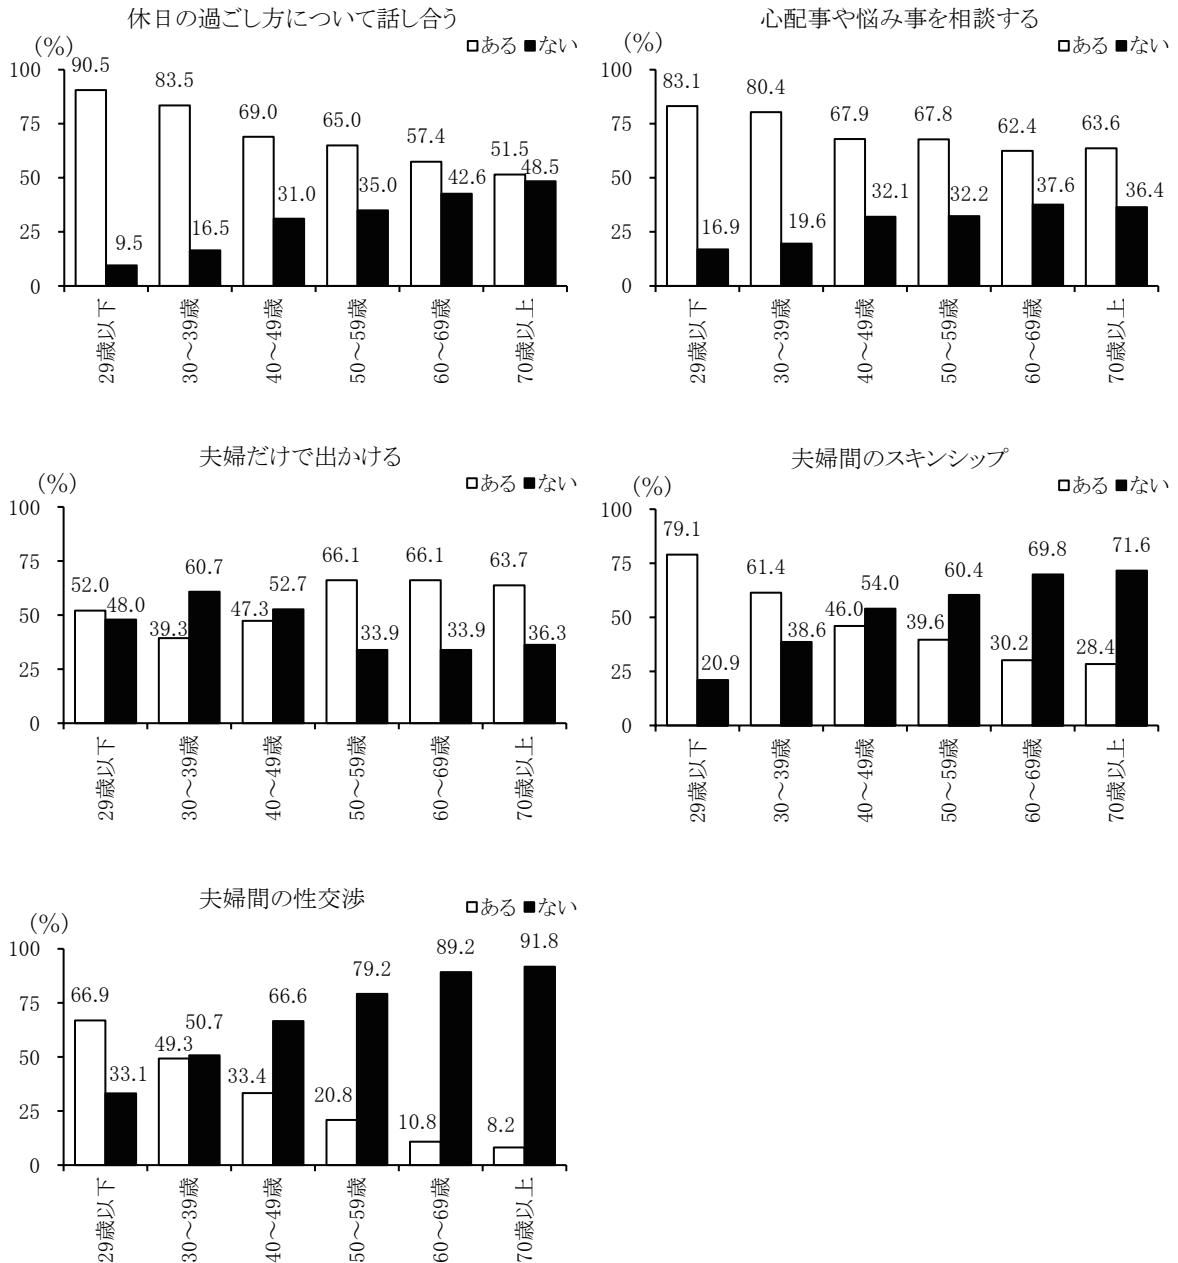 休日の過ごし方について話し合う
(%)
□ある ■ない
100
75
50
25
0
90.5
9.5
83.5
16.5
69.0
31.0
65.0
35.0
57.4
42.6
51.5
48.5
29歳以下
30～39歳
40～49歳
50～59歳
60～69歳
70歳以上
心配事や悩み事を相談する
(%)
□ある ■ない
100
75
50
25
0
83.1
16.9
80.4
19.6
67.9
32.1
67.8
32.2
62.4
37.6
63.6
36.4
29歳以下
30～39歳
40～49歳
50～59歳
60～69歳
70歳以上
夫婦だけで出かける
(%)
□ある ■ない
100
75
50
25
0
52.0
48.0
39.3
60.7
47.3
52.7
66.1
33.9
66.1
33.9
63.7
36.3
29歳以下
30～39歳
40～49歳
50～59歳
60～69歳
70歳以上
夫婦間のスキンシップ
(%)
□ある ■ない
100
75
50
25
0
79.1
20.9
61.4
38.6
46.0
54.0
39.6
60.4
30.2
69.8
28.4
71.6
29歳以下
30～39歳
40～49歳
50～59歳
60～69歳
70歳以上
夫婦間の性交渉
(%)
□ある ■ない
100
75
50
25
0
66.9
33.1
49.3
50.7
33.4
66.6
20.8
79.2
10.8
89.2
8.2
91.8
29歳以下
30～39歳
40～49歳
50～59歳
60～69歳
70歳以上